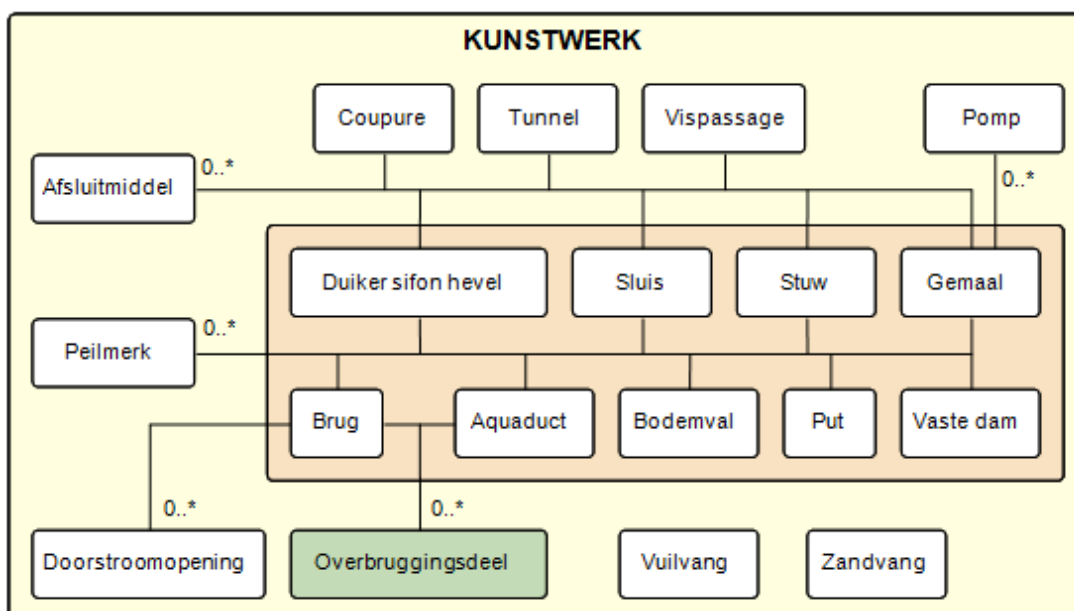 KUNSTWERK
Coupure
Tunnel
Vispassage
Pomp
Afsluitmiddel
0..*
0..*
Duiker sifon hevel
Sluis
Stuw
Gemaal
Peilmerk
0..*
Brug
Aquaduct
Bodemval
Put
Vaste dam
0..*
0..*
Doorstroomopening
Overbruggingsdeel
Vuilvang
Zandvang